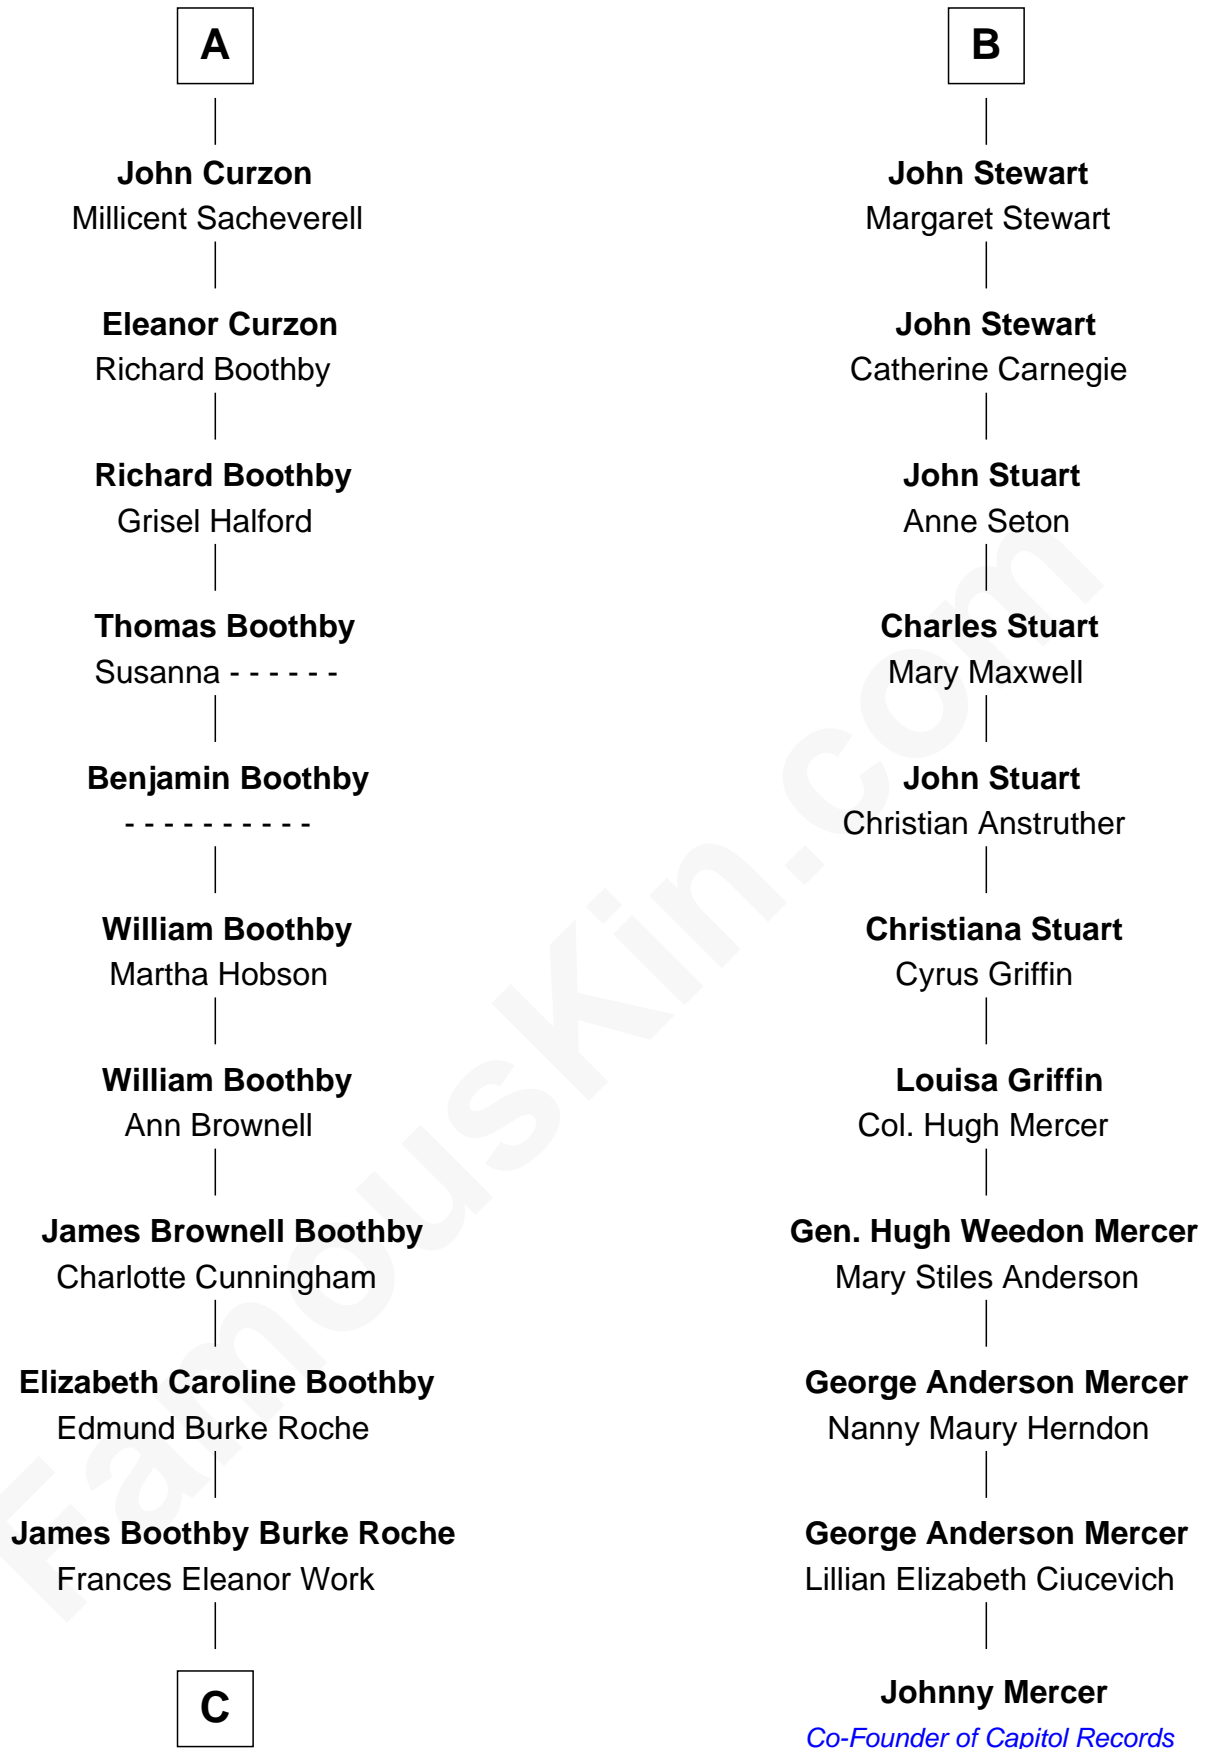 A
John Curzon
Millicent Sacheverell
Eleanor Curzon
Richard Boothby
Richard Boothby
Grisel Halford
Thomas Boothby
Susanna - - - - - -
Benjamin Boothby
- - - - - - - - - -
William Boothby
Martha Hobson
William Boothby
Ann Brownell
James Brownell Boothby
Charlotte Cunningham
Elizabeth Caroline Boothby
Edmund Burke Roche
James Boothby Burke Roche
Frances Eleanor Work
C
B
John Stewart
Margaret Stewart
John Stewart
Catherine Carnegie
John Stuart
Anne Seton
Charles Stuart
Mary Maxwell
John Stuart
Christian Anstruther
Christiana Stuart
Cyrus Griffin
Louisa Griffin
Col. Hugh Mercer
Gen. Hugh Weedon Mercer
Mary Stiles Anderson
George Anderson Mercer
Nanny Maury Herndon
George Anderson Mercer
Lillian Elizabeth Ciucevich
Johnny Mercer
Co-Founder of Capitol Records
FamousKin.com